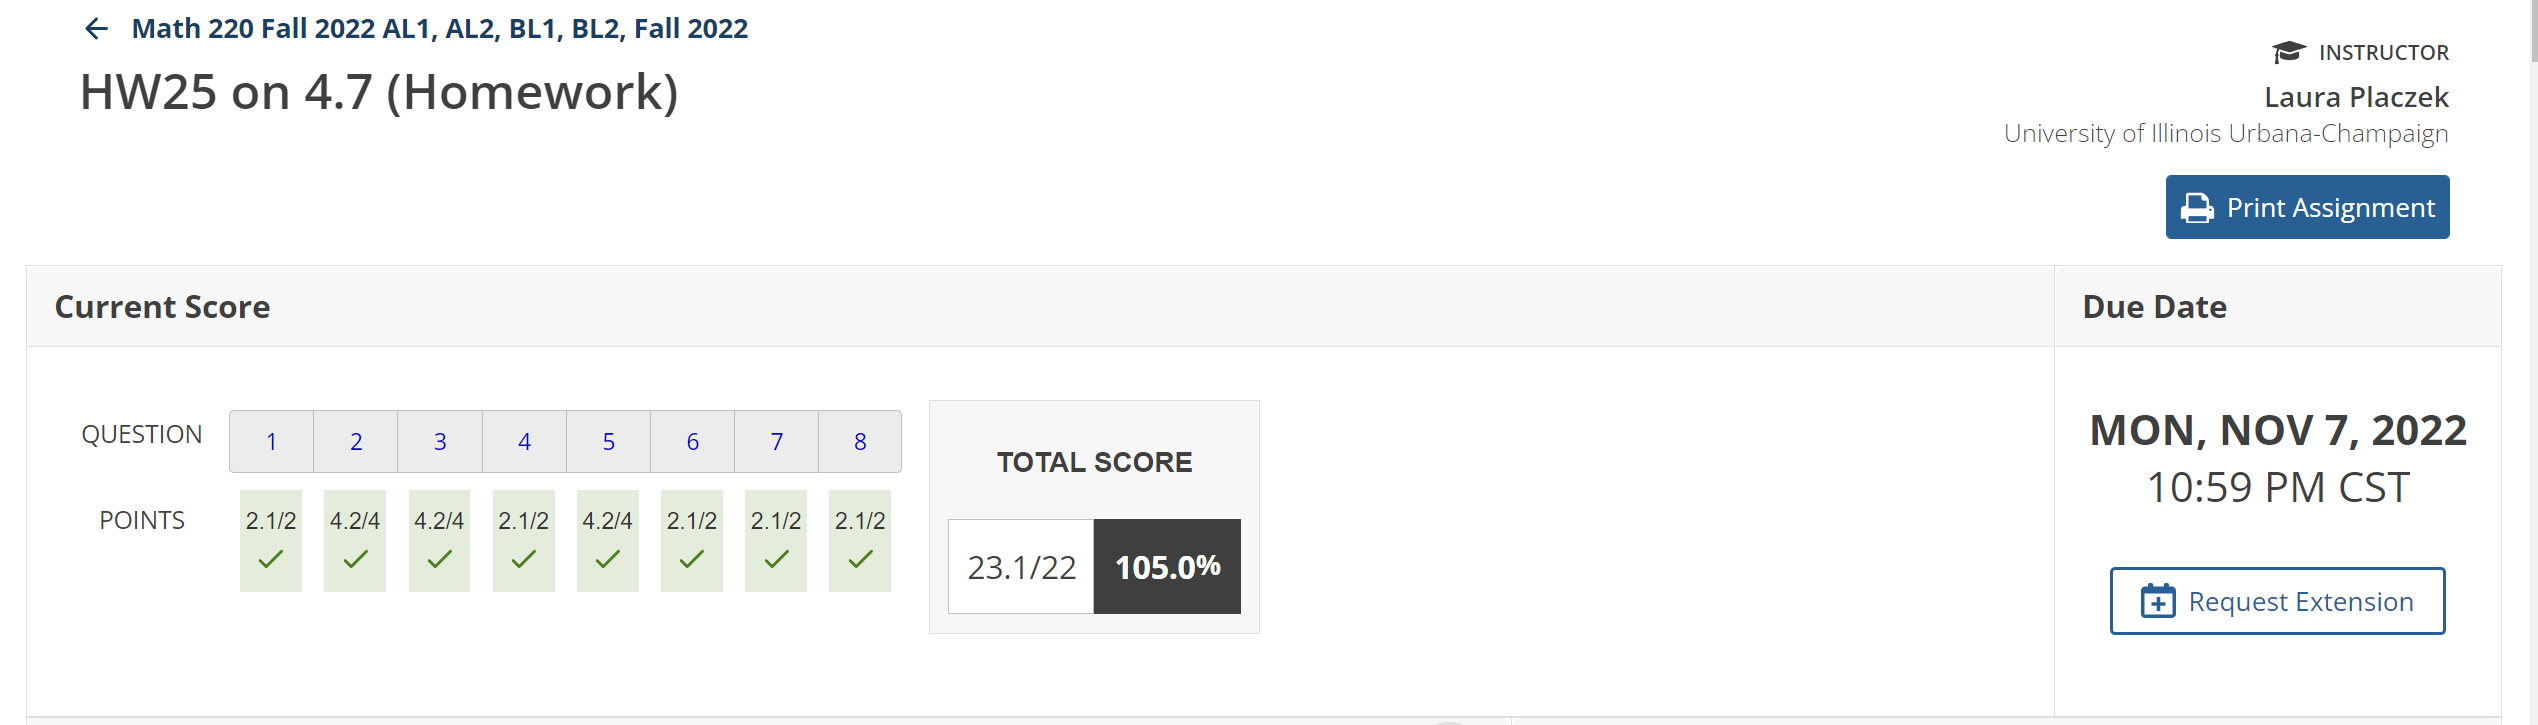 Math 220 Fall 2022 AL1, AL2, BL1, BL2, Fall 2022
HW25 on 4.7 (Homework)
INSTRUCTOR
Laura Placzek
University of Illinois Urbana-Champaign
Print Assignment
Current Score
Due Date
QUESTION 1 2 3 4 5 6 7 8
POINTS 2.1/2 4.2/4 4.2/4 2.1/2 4.2/4 2.1/2 2.1/2 2.1/2
TOTAL SCORE
23.1/22 105.0%
MON, NOV 7, 2022
10:59 PM CST
Request Extension